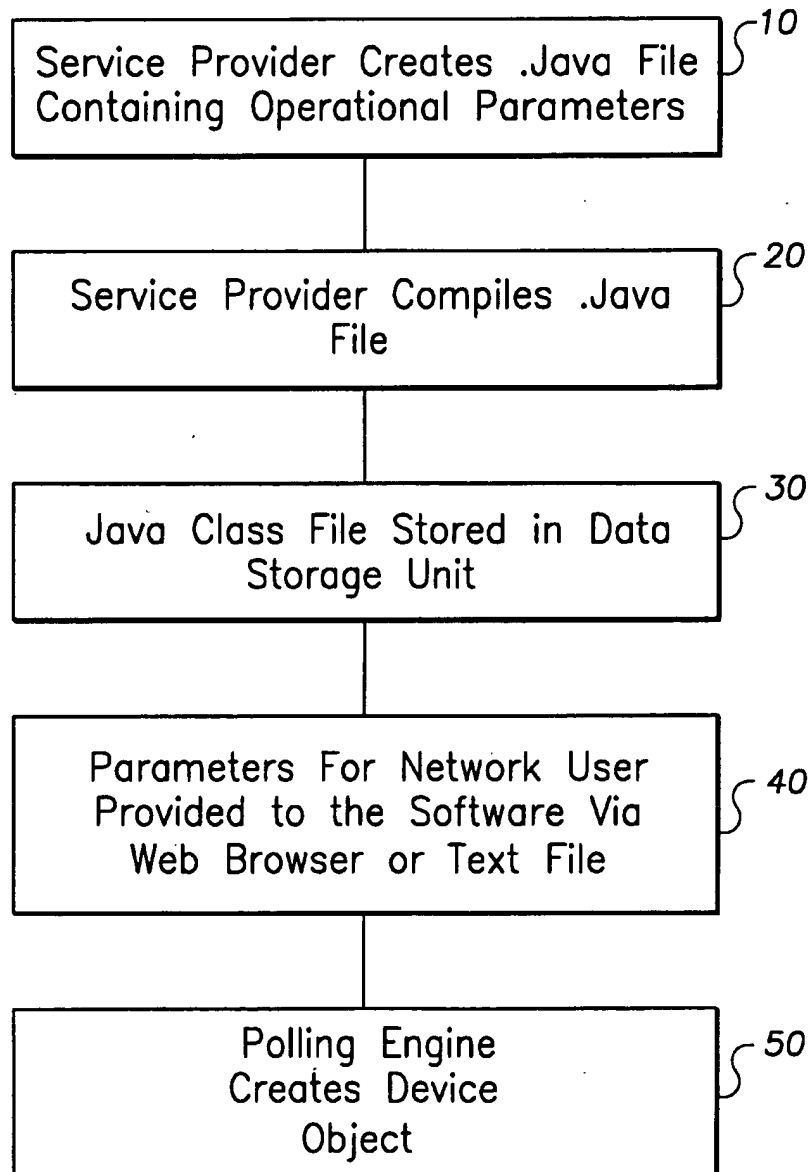 10
Service Provider Creates .Java File
Containing Operational Parameters
20
Service Provider Compiles .Java
File
30
Java Class File Stored in Data
Storage Unit
40
Parameters For Network User
Provided to the Software Via
Web Browser or Text File
50
Polling Engine
Creates Device
Object